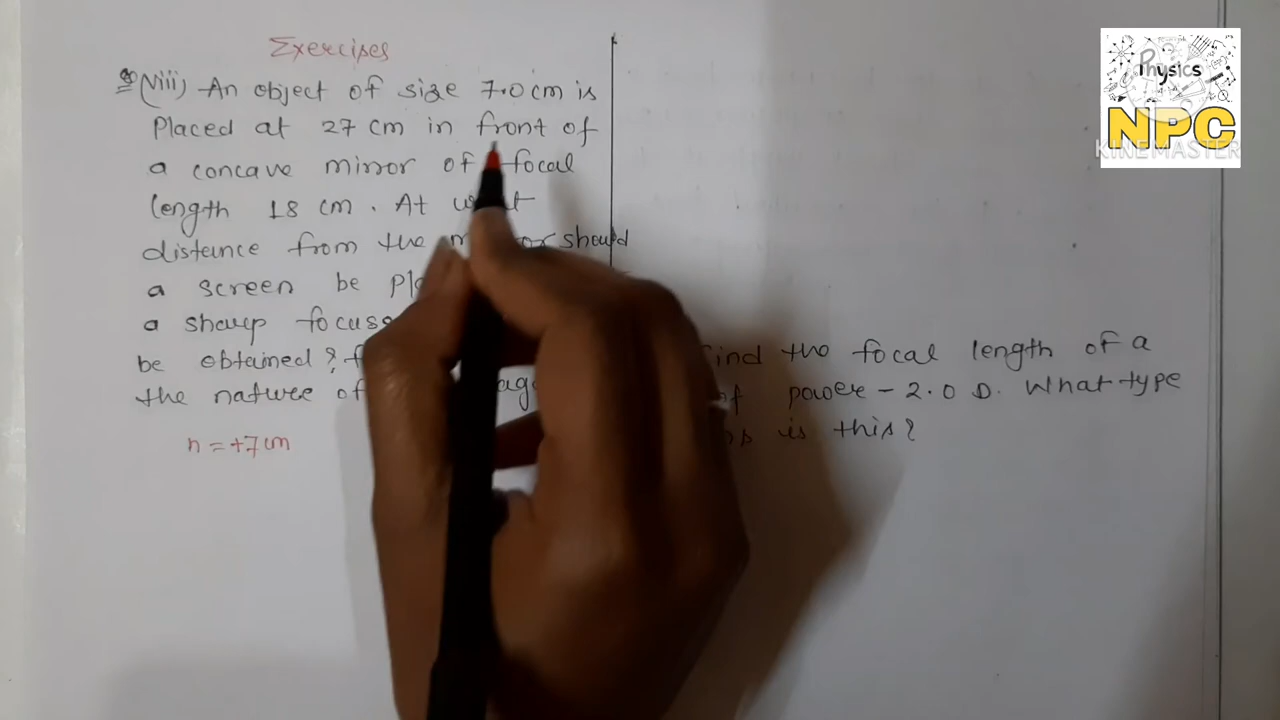 Exercises
(viii) An object of size 7.0 cm is
Placed at 27 cm in front of
a concave mirror of focal
length 18 cm. At
distance from the should
a screen be
a sharp
be obtained?
the nature of
h = +7 cm
find the focal length of a
of power - 2.0 D. What type
is this?
Physics
NPC
KINEMASTER